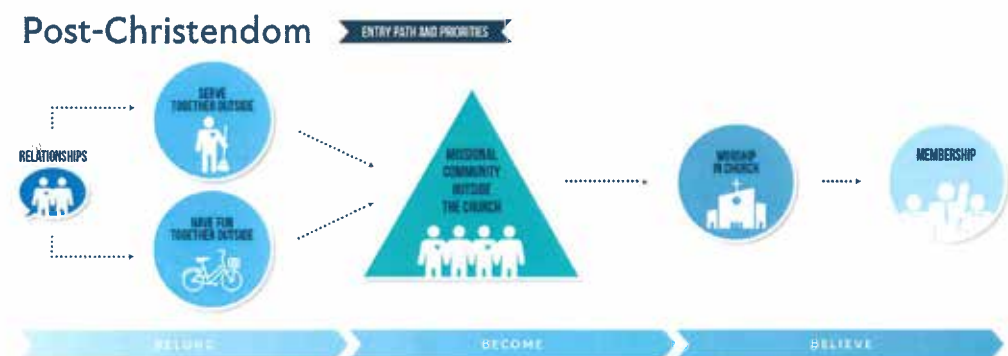 Post-Christendom
ENTRY PATH AND PRIORITIES
SERVE
TOGETHER OUTSIDE
RELATIONSHIPS
HAVE FUN
TOGETHER OUTSIDE
MISSIONAL
COMMUNITY
OUTSIDE
THE CHURCH
WORSHIP
IN CHURCH
MEMBERSHIP
BELONG
BECOME
BELIEVE